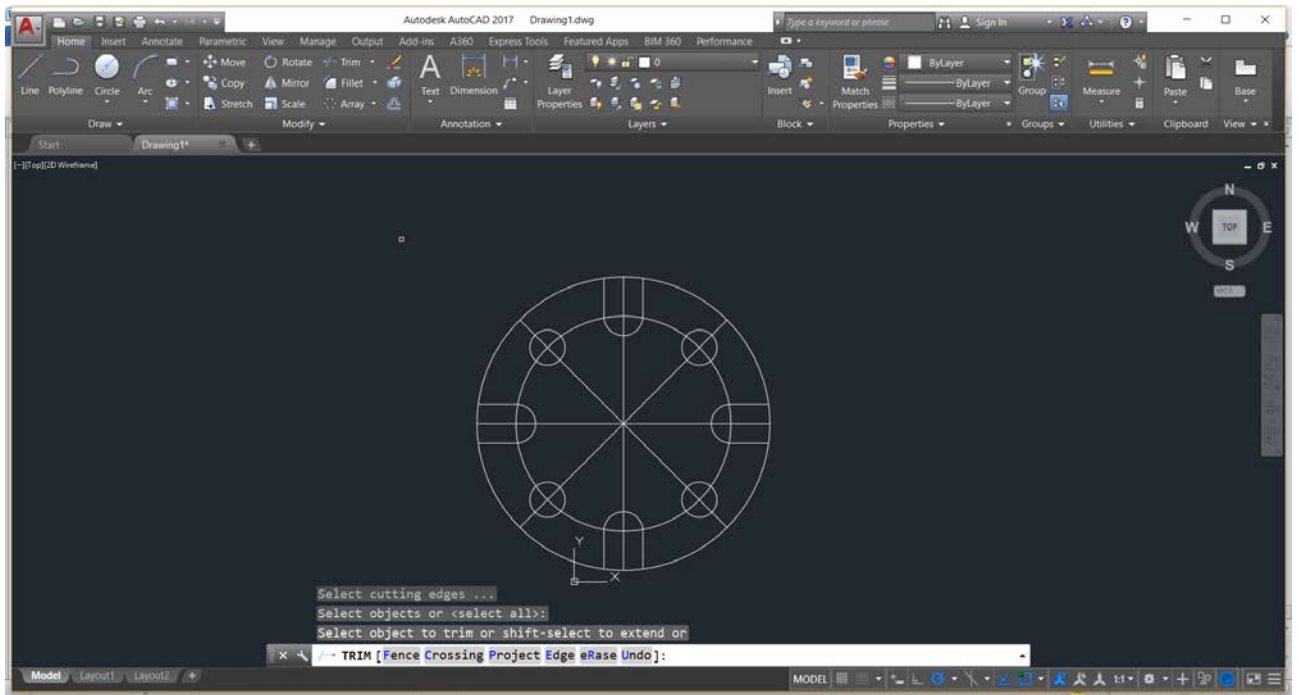 Autodesk AutoCAD 2017 Drawing1.dwg
Type a keyword or phrase
Sign In
Home Insert Annotate Parametric View Manage Output Add-ins A360 Express Tools Featured Apps BIM 360 Performance
Line Polyline Circle Arc
Move Rotate Trim
Copy Mirror Fillet
Stretch Scale Array
Text Dimension
Layer Properties
0
Insert
Match Properties
ByLayer
ByLayer
ByLayer
Group
Measure
Paste
Base
Draw Modify Annotation Layers Block Properties Groups Utilities Clipboard View
Start Drawing1* +
[-][Top][2D Wireframe]
N
W TOP E
S
WCS
Y
X
Select cutting edges ...
Select objects or <select all>:
Select object to trim or shift-select to extend or
TRIM [Fence Crossing Project Edge eRase Undo]:
Model Layout1 Layout2 +
MODEL
1:1